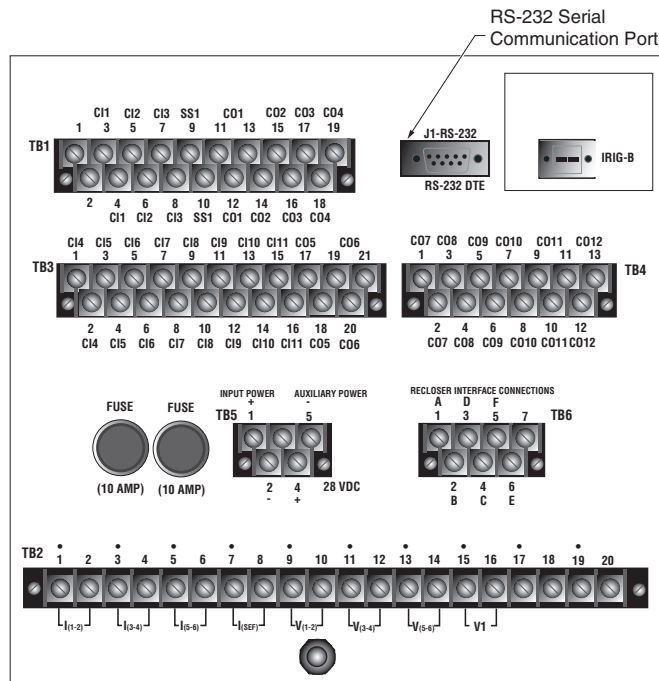 RS-232 Serial
Communication Port
CI1 CI2 CI3 SS1 CO1 CO2 CO3 CO4
1 3 5 7 9 11 13 15 17 19
TB1
2 4 6 8 10 12 14 16 18
CI1 CI2 CI3 SS1 CO1 CO2 CO3 CO4
J1-RS-232
RS-232 DTE
IRIG-B
CI4 CI5 CI6 CI7 CI8 CI9 CI10 CI11 CO5 CO6
1 3 5 7 9 11 13 15 17 19 21
TB3
2 4 6 8 10 12 14 16 18 20
CI4 CI5 CI6 CI7 CI8 CI9 CI10 CI11 CO5 CO6
CO7 CO8 CO9 CO10 CO11 CO12
1 3 5 7 9 11 13
TB4
2 4 6 8 10 12
CO7 CO8 CO9 CO10 CO11 CO12
FUSE FUSE
(10 AMP) (10 AMP)
INPUT POWER AUXILIARY POWER
+ -
TB5 1 5
2 4 28 VDC
- +
RECLOSER INTERFACE CONNECTIONS
A D F
1 3 5 7 TB6
2 4 6
B C E
TB2
1 2 3 4 5 6 7 8 9 10 11 12 13 14 15 16 17 18 19 20
I(1-2) I(3-4) I(5-6) I(SEF) V(1-2) V(3-4) V(5-6) V1